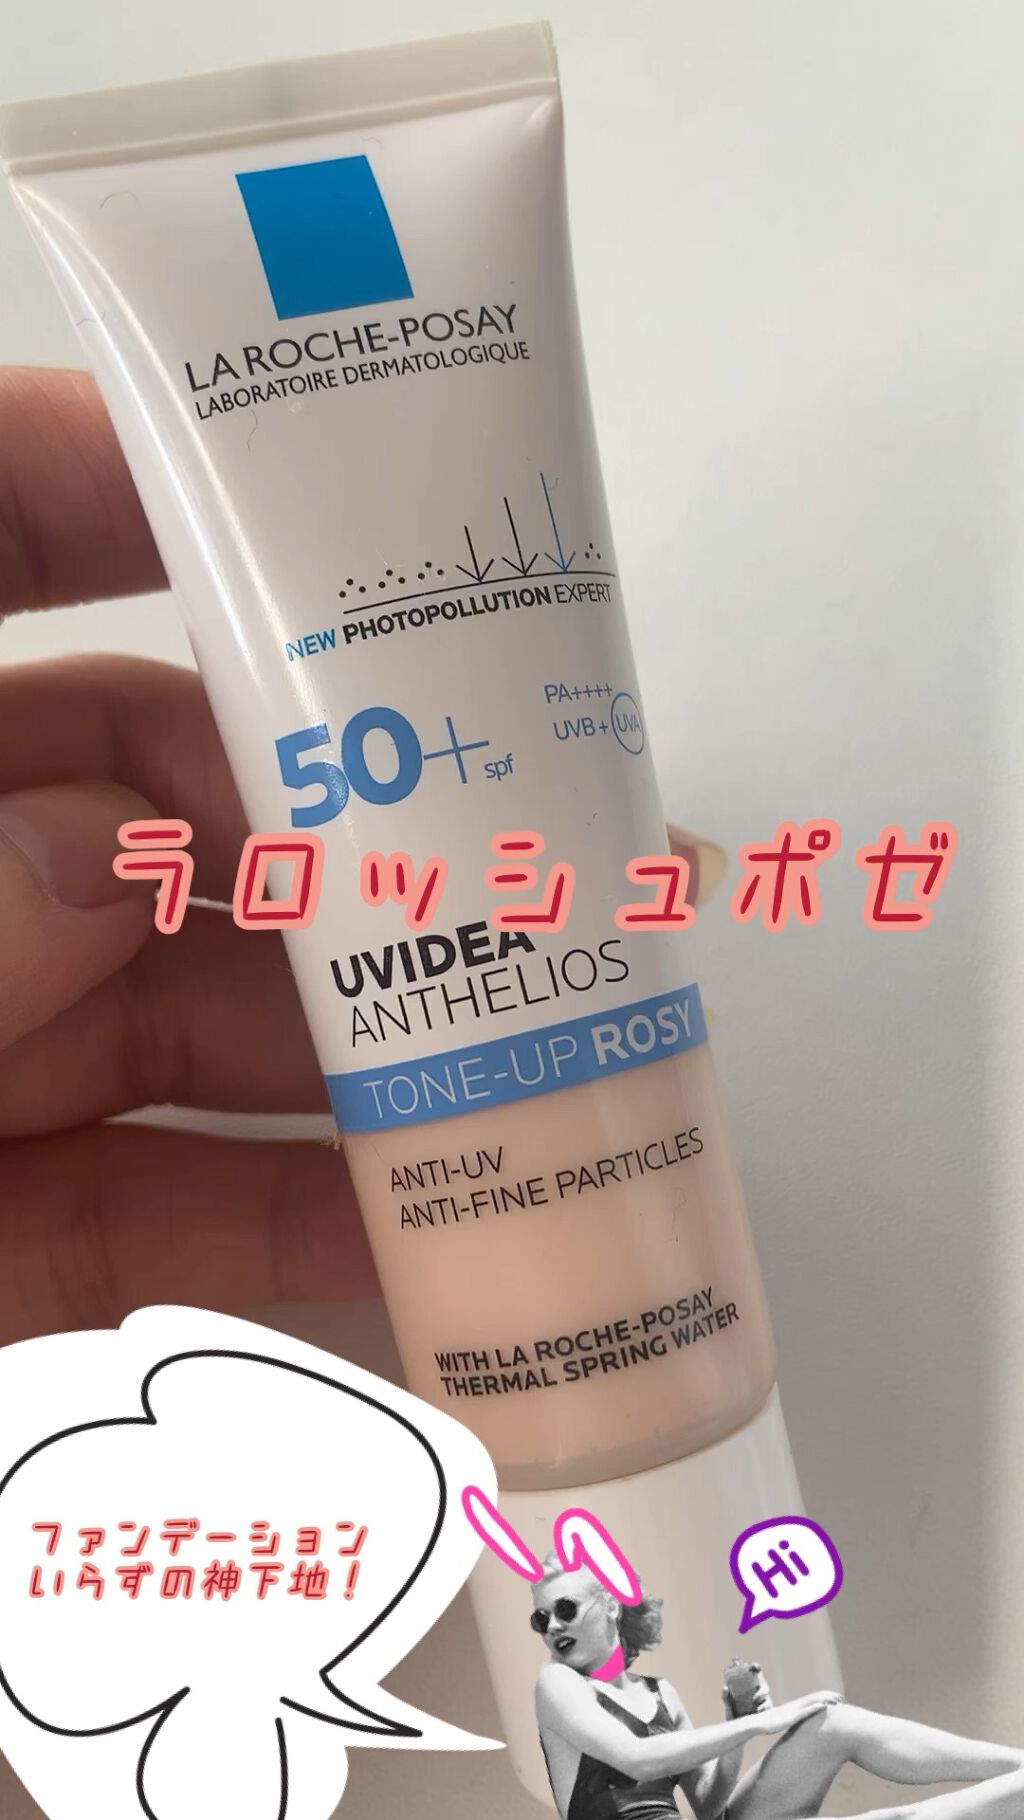 LA ROCHE-POSAY
LABORATOIRE DERMATOLOGIQUE
NEW PHOTOPOLLUTION EXPERT
50+ spf
PA++++
UVB+ UVA
ラロッシュポゼ
UVIDEA
ANTHELIOS
TONE-UP ROSY
ANTI-UV
ANTI-FINE PARTICLES
WITH LA ROCHE-POSAY
THERMAL SPRING WATER
ファンデーション
いらずの神下地!
Hi